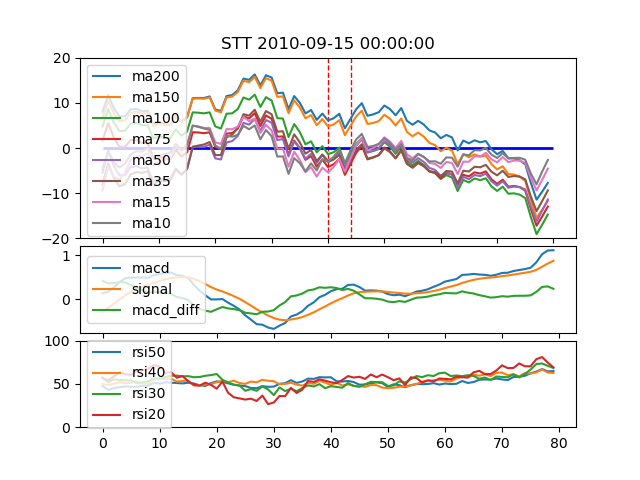 STT 2010-09-15 00:00:00
20
10
0
−10
−20
ma200
ma150
ma100
ma75
ma50
ma35
ma15
ma10
1
0
macd
signal
macd_diff
100
50
0
rsi50
rsi40
rsi30
rsi20
0 10 20 30 40 50 60 70 80